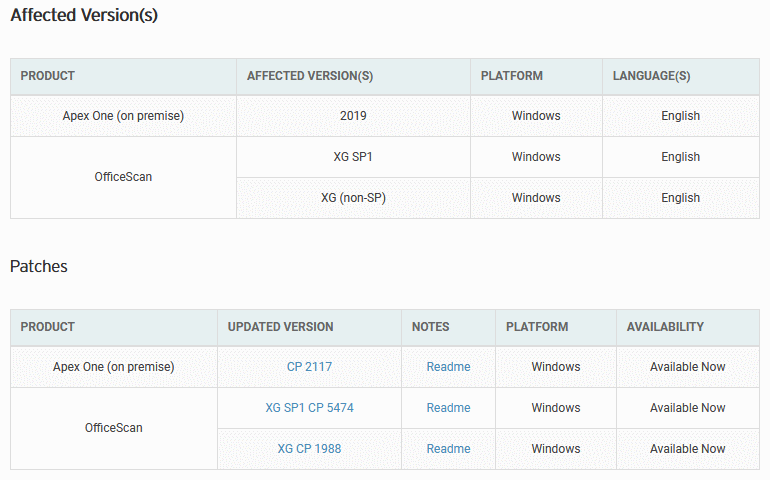 Affected Version(s)
PRODUCT AFFECTED VERSION(S) PLATFORM LANGUAGE(S)
Apex One (on premise) 2019 Windows English
OfficeScan XG SP1 Windows English
XG (non-SP) Windows English
Patches
PRODUCT UPDATED VERSION NOTES PLATFORM AVAILABILITY
Apex One (on premise) CP 2117 Readme Windows Available Now
OfficeScan XG SP1 CP 5474 Readme Windows Available Now
XG CP 1988 Readme Windows Available Now